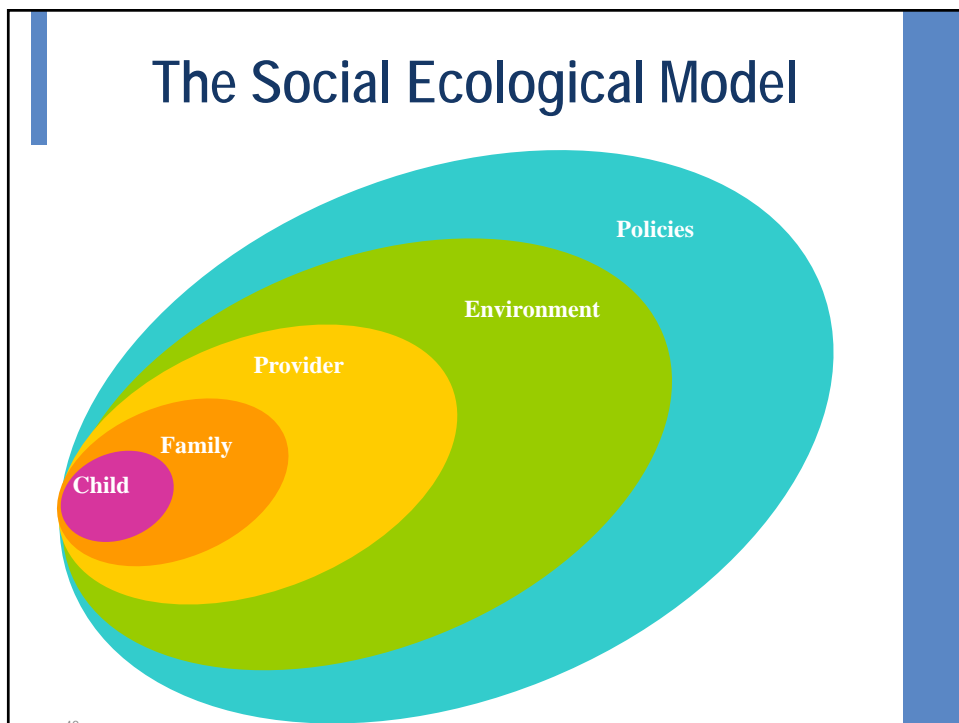 The Social Ecological Model
Policies
Environment
Provider
Family
Child